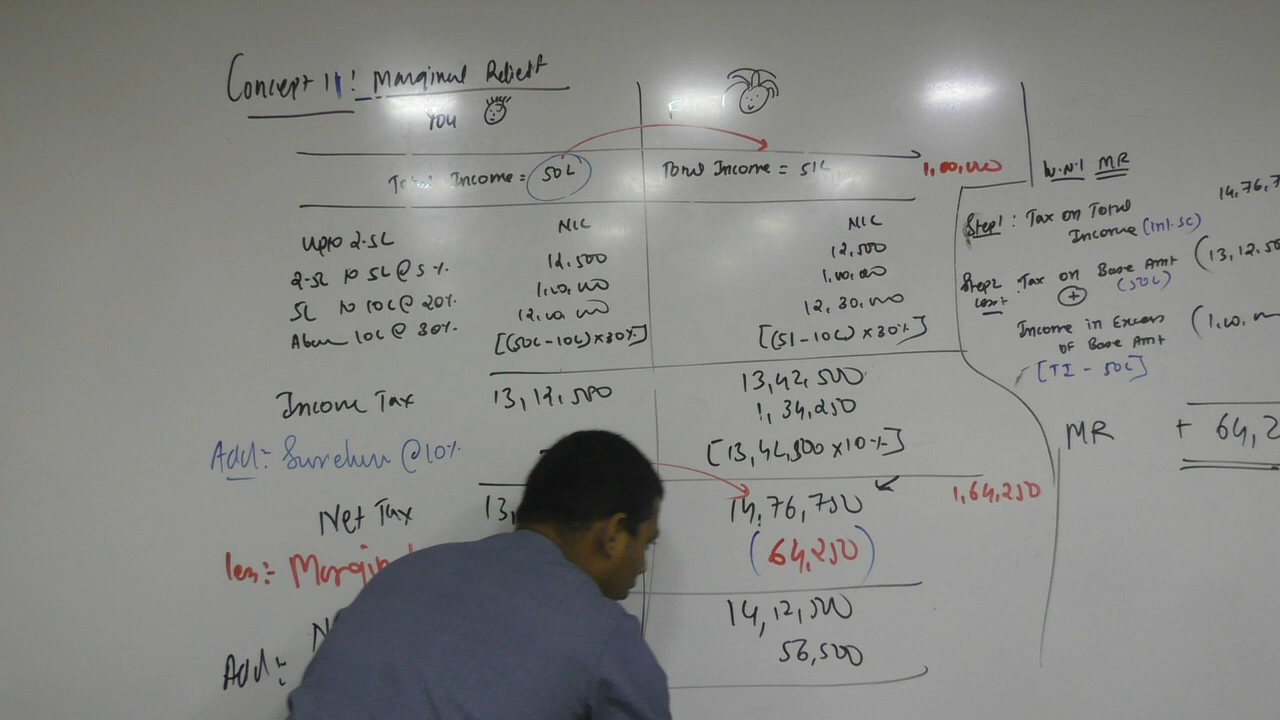 Concept 11: Marginal Relief
YOU
Total Income = 50L
Total Income = 51L
1,00,000
Upto 2.5L NIL NIL
2.5L to 5L @ 5%. 12,500 12,500
5L to 10L @ 20%. 1,00,000 1,00,000
Above 10L @ 30%. 12,00,000 12,30,000
[(50L-10L) x 30%] [(51-10L) x 30%]
Income Tax 13,12,500 13,42,500
Add:- Surcharge @10% 1,34,250
[13,42,500 x 10%]
Net Tax 13, 14,76,750 1,64,250
Less:- Margin (64,250)
14,12,500
Add:- 56,500
W.N.1 MR
Step1: Tax on Total 14,76,7
Income (Inl. SC)
Step2 Tax on Base Amt (13,12,50
Less + (50L)
Income in Excess (1,00,00
of Base Amt
[TI - 50L]
MR + 64,2